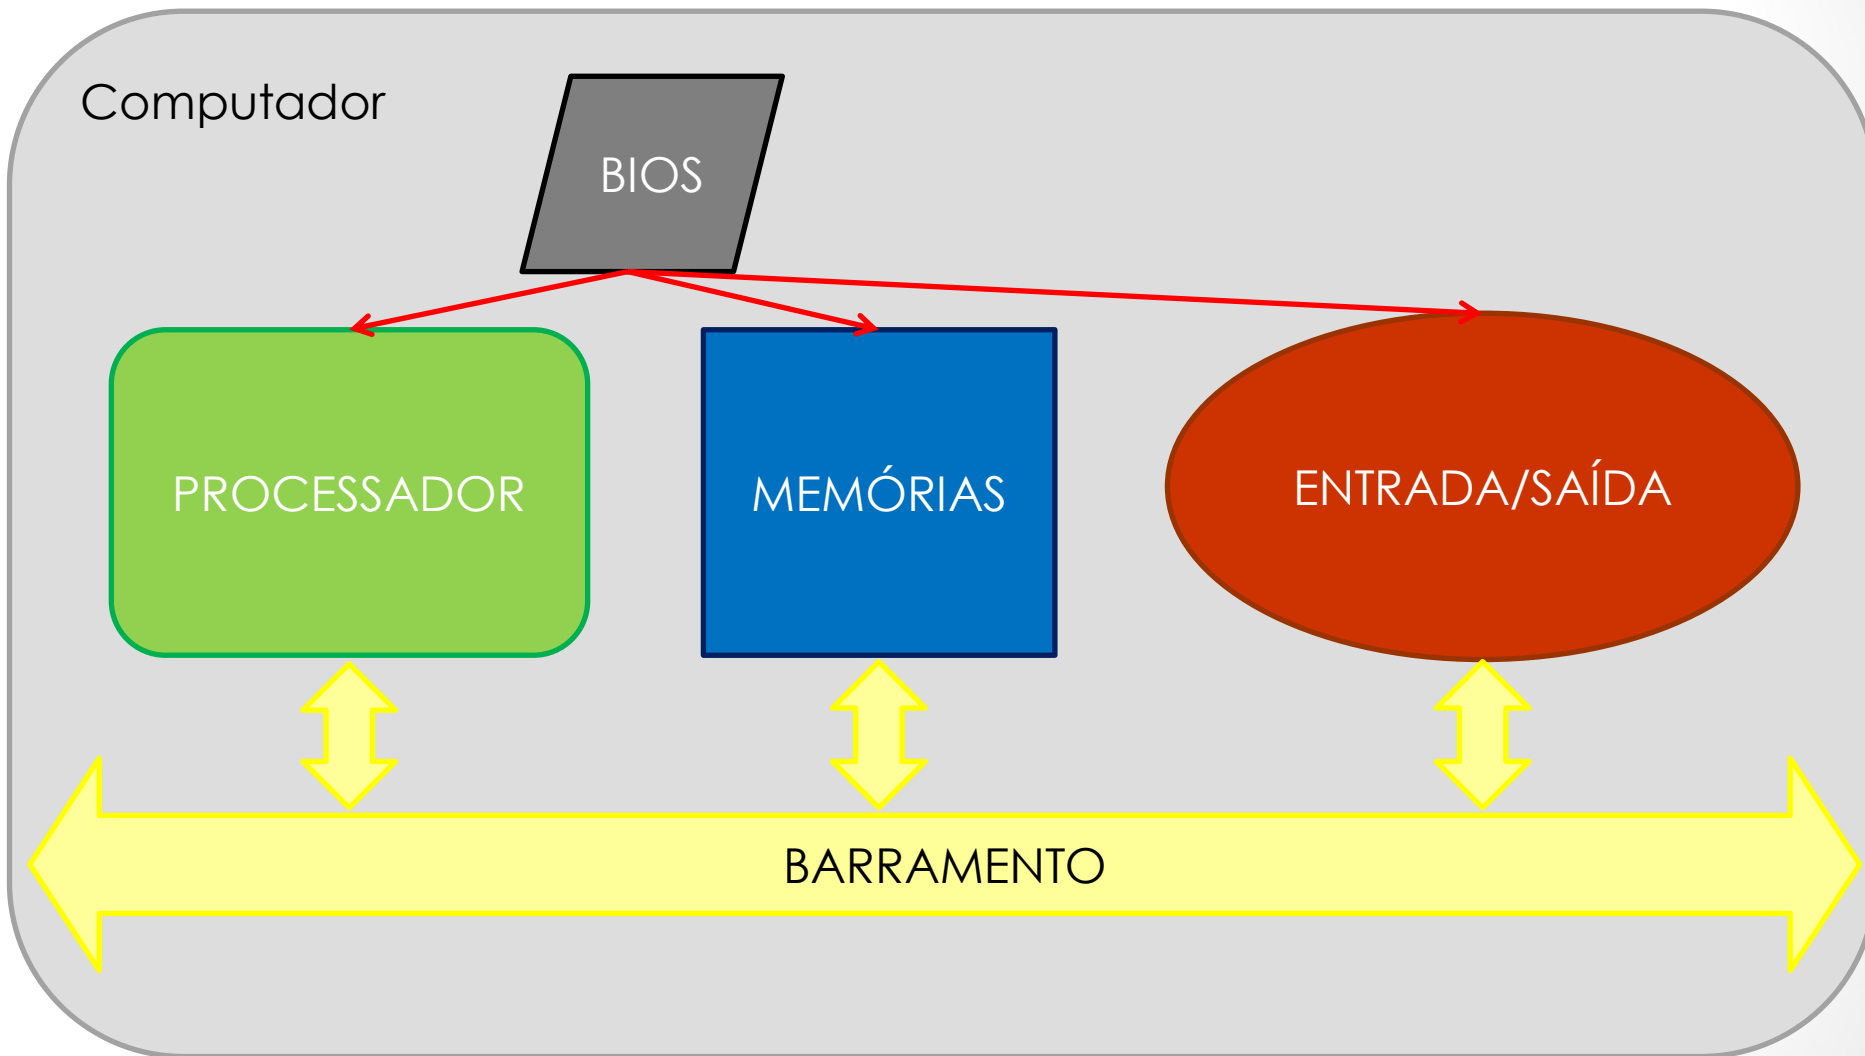 Computador
BIOS
PROCESSADOR
MEMÓRIAS
ENTRADA/SAÍDA
BARRAMENTO